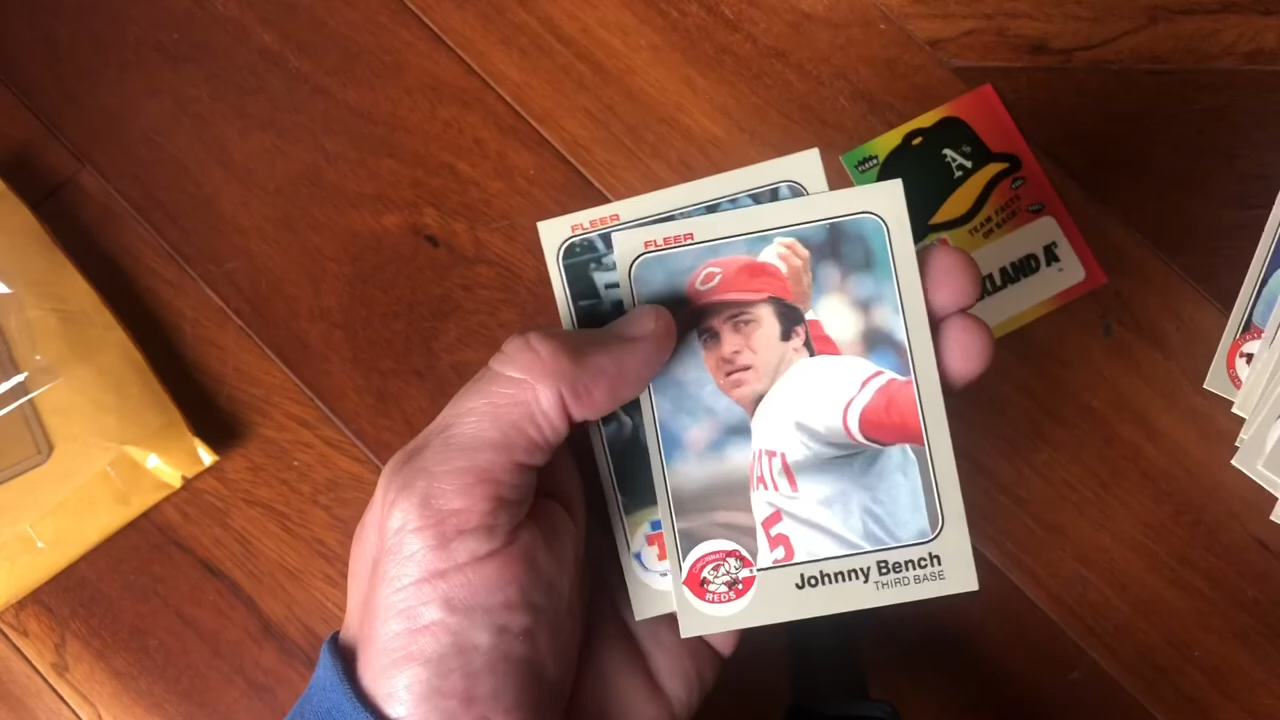 FLEER
FLEER
FLEER
A's
TEAM FACTS
ON BACK!
KLAND A'
C
NATI
5
CINCINNATI
REDS
Johnny Bench
THIRD BASE
T